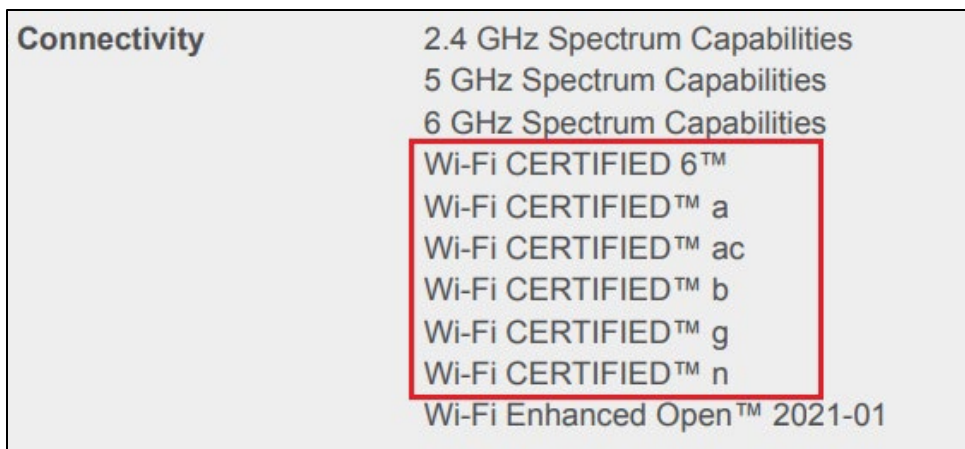 Connectivity
2.4 GHz Spectrum Capabilities
5 GHz Spectrum Capabilities
6 GHz Spectrum Capabilities
Wi-Fi CERTIFIED 6™
Wi-Fi CERTIFIED™ a
Wi-Fi CERTIFIED™ ac
Wi-Fi CERTIFIED™ b
Wi-Fi CERTIFIED™ g
Wi-Fi CERTIFIED™ n
Wi-Fi Enhanced Open™ 2021-01